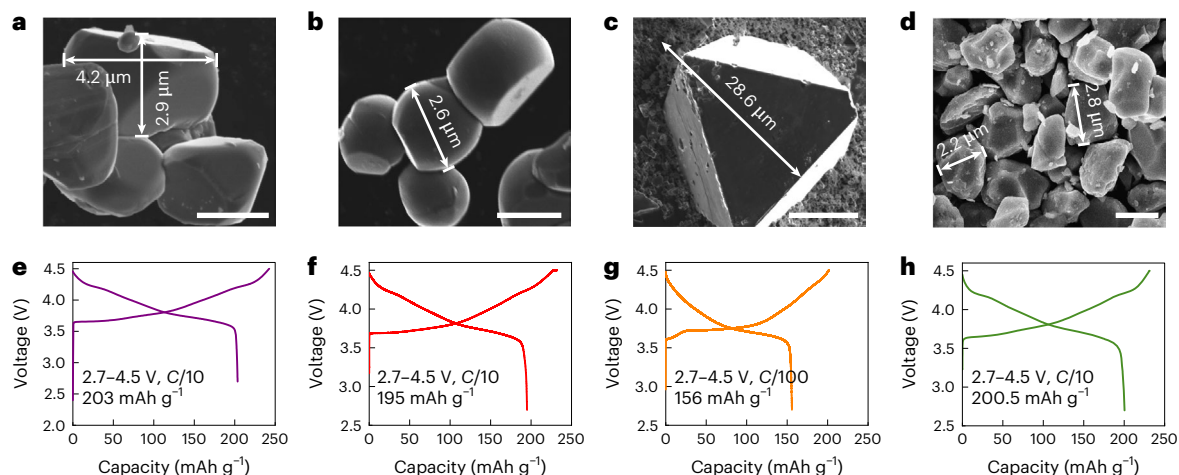 a
4.2 µm
2.9 µm
b
2.6 µm
c
28.6 µm
d
2.2 µm
2.8 µm
e
Voltage (V)
4.5
4.0
3.5
3.0
2.5
2.0
2.7–4.5 V, C/10
203 mAh g⁻¹
0 50 100 150 200 250
Capacity (mAh g⁻¹)
f
Voltage (V)
4.5
4.0
3.5
3.0
2.5
2.7–4.5 V, C/10
195 mAh g⁻¹
0 50 100 150 200 250
Capacity (mAh g⁻¹)
g
Voltage (V)
4.5
4.0
3.5
3.0
2.5
2.7–4.5 V, C/100
156 mAh g⁻¹
0 50 100 150 200 250
Capacity (mAh g⁻¹)
h
Voltage (V)
4.5
4.0
3.5
3.0
2.5
2.7–4.5 V, C/10
200.5 mAh g⁻¹
0 50 100 150 200 250
Capacity (mAh g⁻¹)